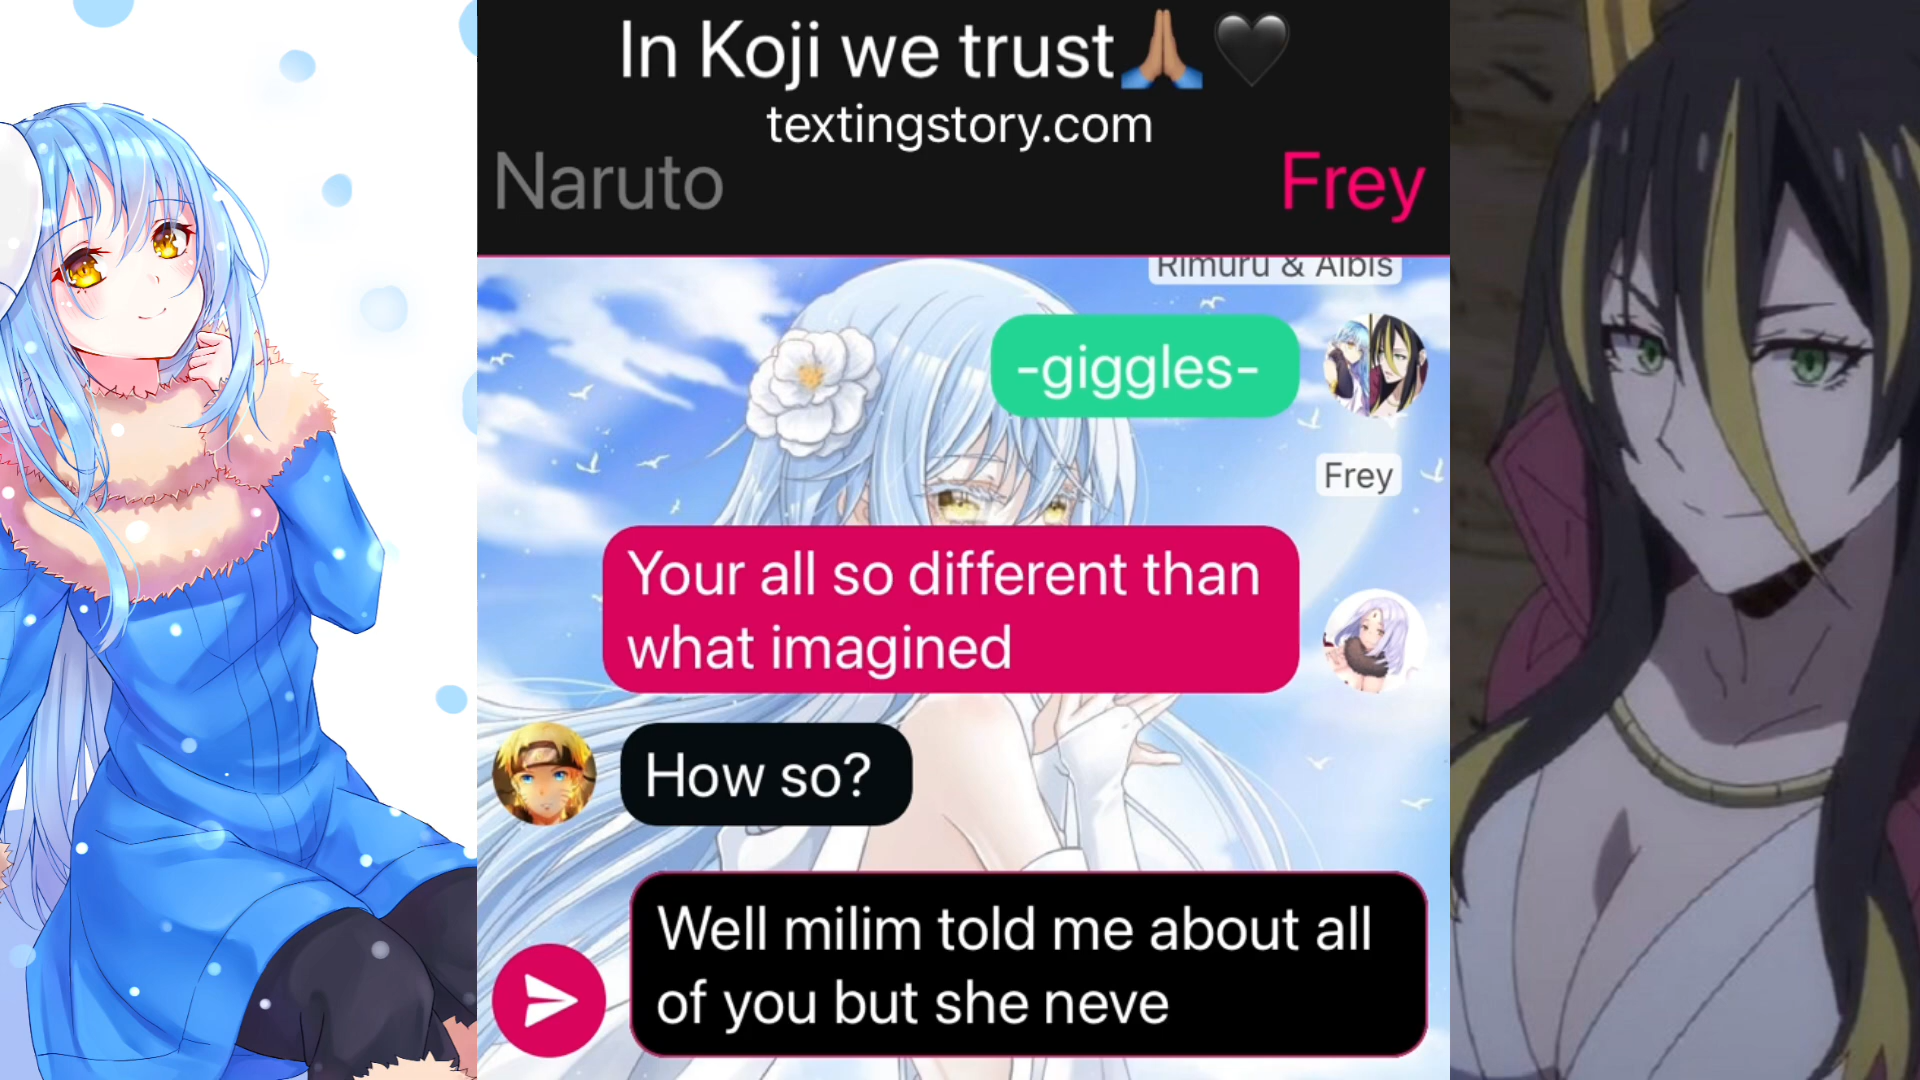 In Koji we trust🙏🏽🖤
textingstory.com
Naruto
Frey
Rimuru & Albis
-giggles-
Frey
Your all so different than
what imagined
How so?
Well milim told me about all
of you but she neve